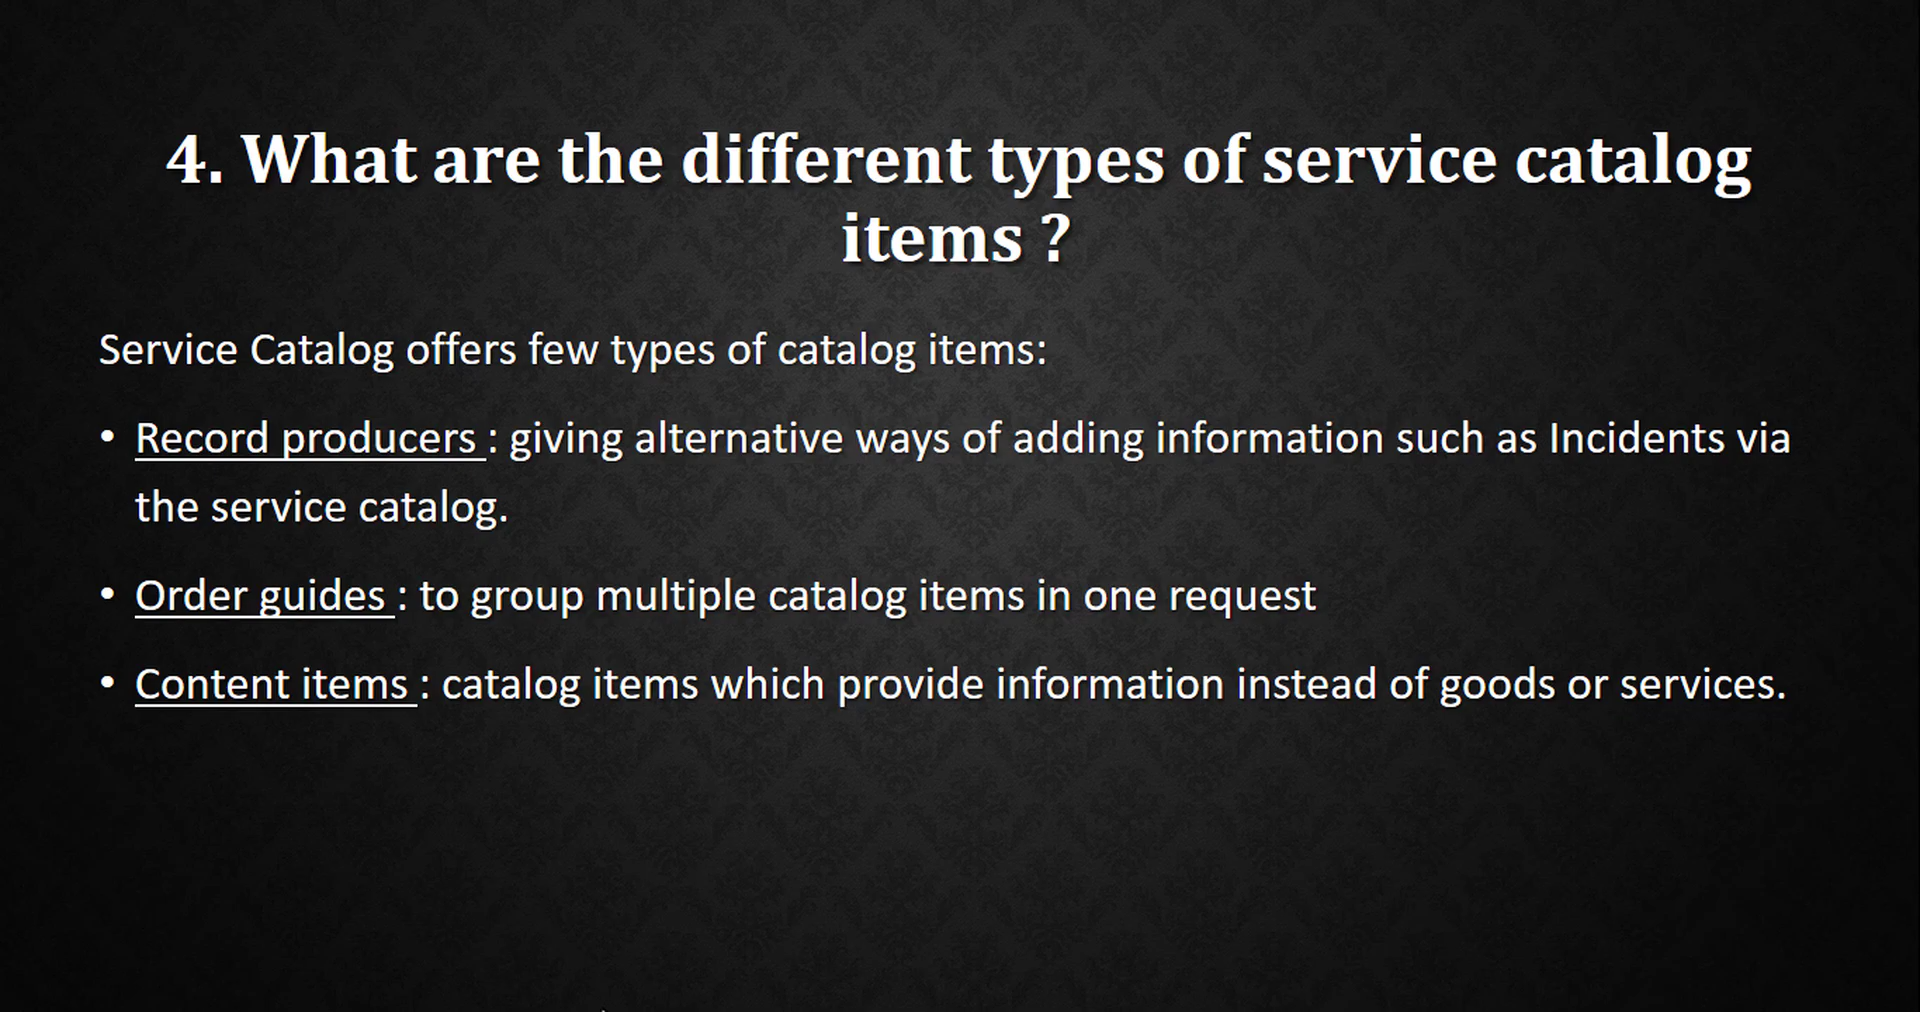 4. What are the different types of service catalog
items ?
Service Catalog offers few types of catalog items:
• Record producers : giving alternative ways of adding information such as Incidents via
the service catalog.
• Order guides : to group multiple catalog items in one request
• Content items : catalog items which provide information instead of goods or services.